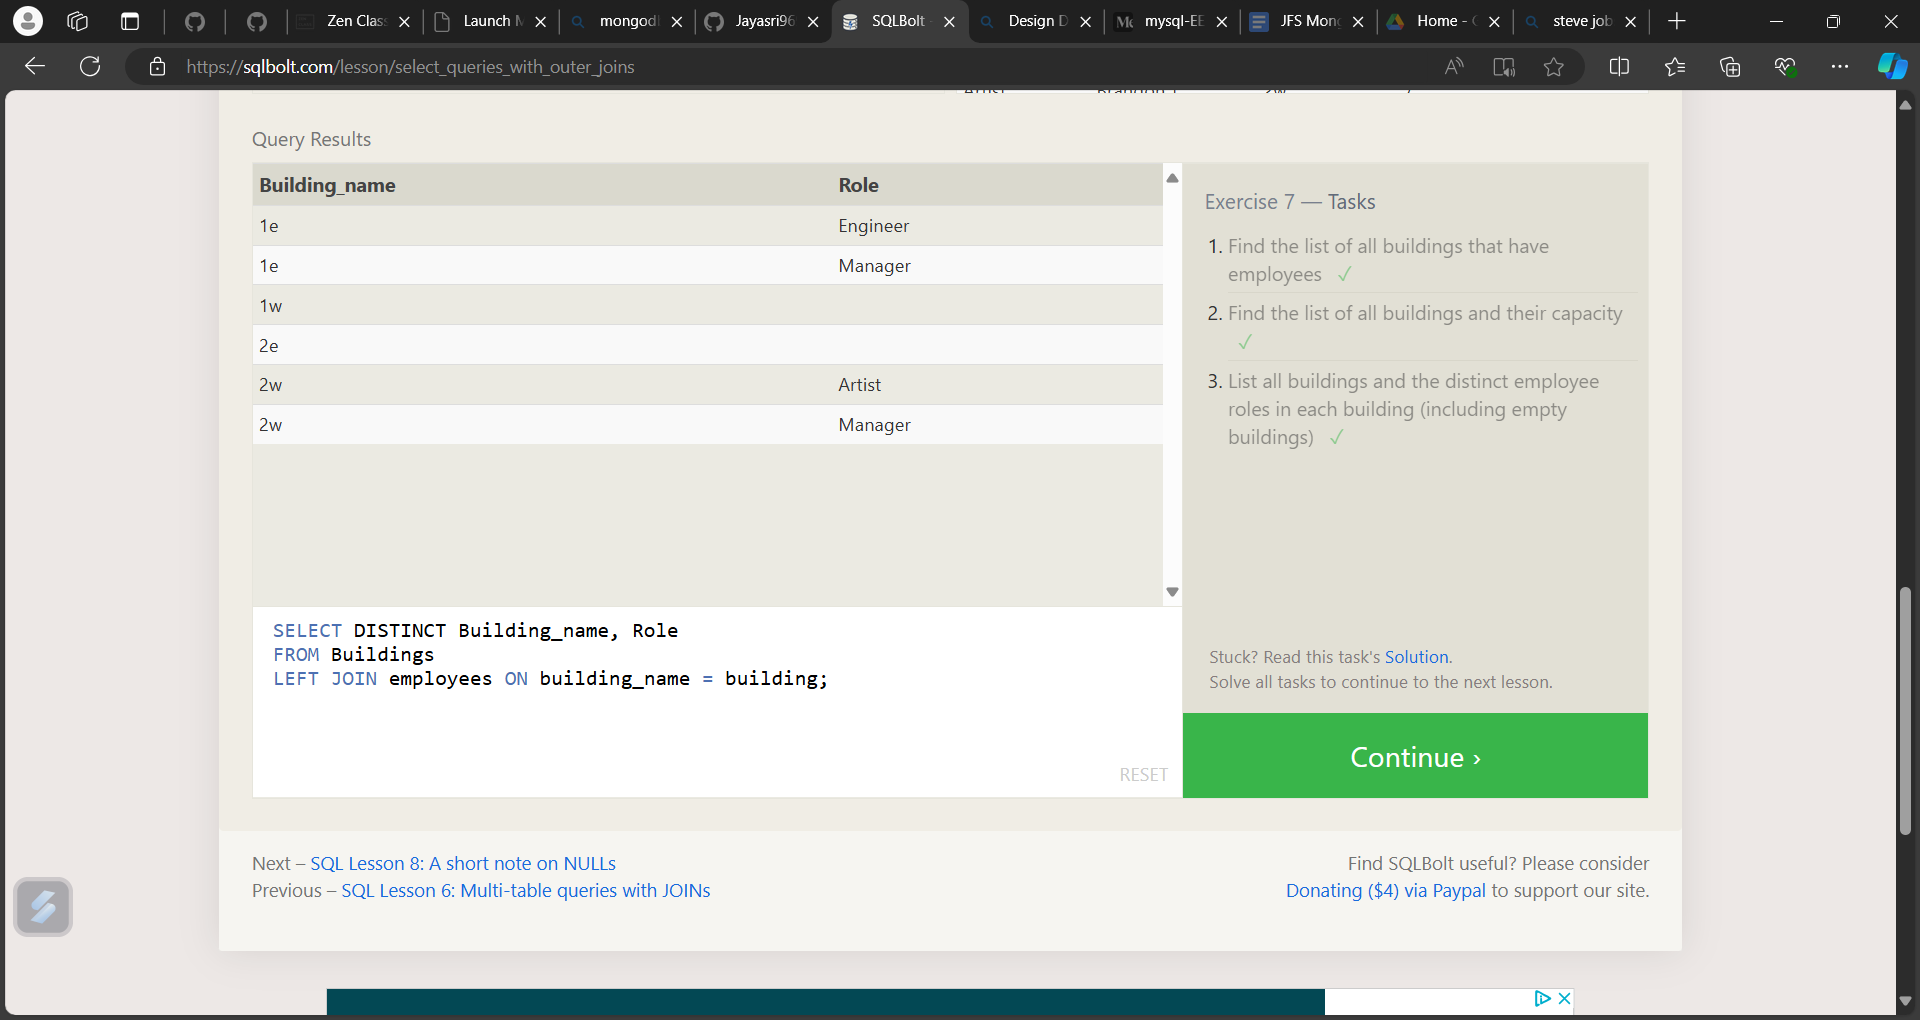 Zen Clas
Launch M
mongodb
Jayasri96
SQLBolt -
Design D
mysql-EE
JFS Mong
Home - G
steve job
https://sqlbolt.com/lesson/select_queries_with_outer_joins
Query Results
Building_name Role
1e Engineer
1e Manager
1w
2e
2w Artist
2w Manager
SELECT DISTINCT Building_name, Role
FROM Buildings
LEFT JOIN employees ON building_name = building;
RESET
Exercise 7 — Tasks
1. Find the list of all buildings that have
employees ✓
2. Find the list of all buildings and their capacity
✓
3. List all buildings and the distinct employee
roles in each building (including empty
buildings) ✓
Stuck? Read this task's Solution.
Solve all tasks to continue to the next lesson.
Continue ›
Next – SQL Lesson 8: A short note on NULLs
Previous – SQL Lesson 6: Multi-table queries with JOINs
Find SQLBolt useful? Please consider
Donating ($4) via Paypal to support our site.